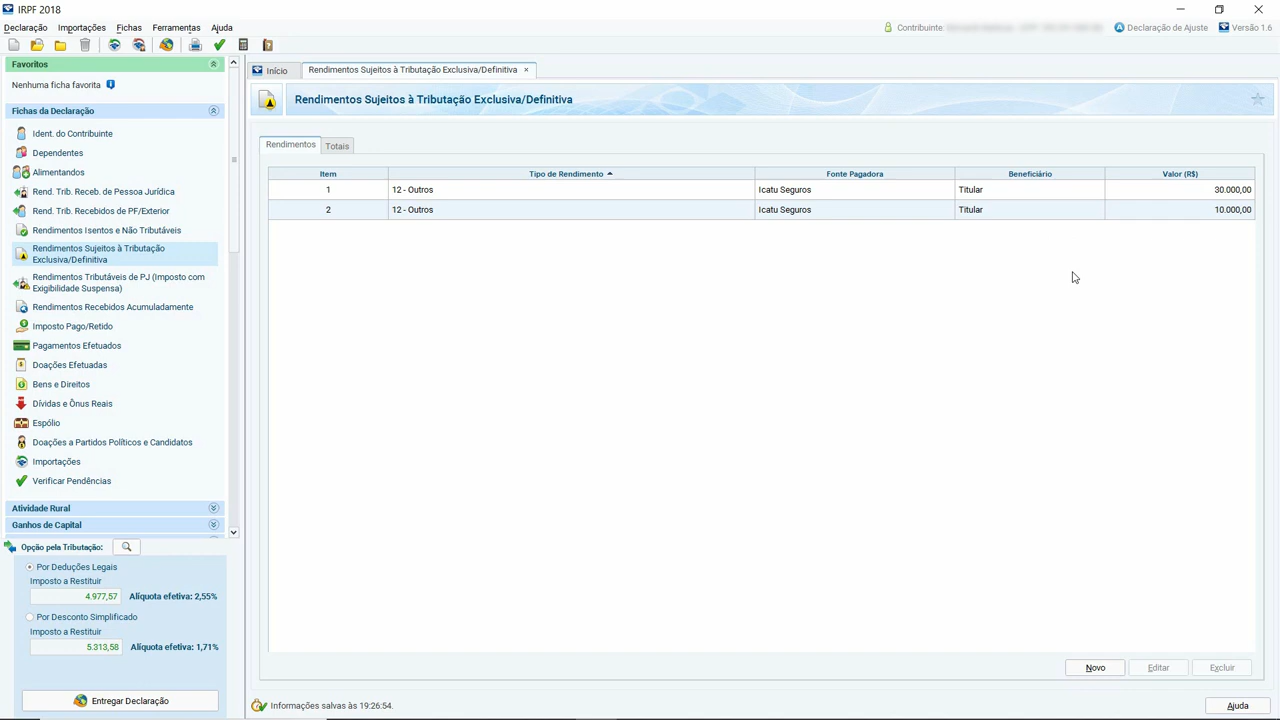 IRPF 2018
Declaração Importações Fichas Ferramentas Ajuda
Contribuinte
Declaração de Ajuste
Versão 1.6
Favoritos
Nenhuma ficha favorita
Fichas da Declaração
Ident. do Contribuinte
Dependentes
Alimentandos
Rend. Trib. Receb. de Pessoa Jurídica
Rend. Trib. Recebidos de PF/Exterior
Rendimentos Isentos e Não Tributáveis
Rendimentos Sujeitos à Tributação
Exclusiva/Definitiva
Rendimentos Tributáveis de PJ (Imposto com
Exigibilidade Suspensa)
Rendimentos Recebidos Acumuladamente
Imposto Pago/Retido
Pagamentos Efetuados
Doações Efetuadas
Bens e Direitos
Dívidas e Ônus Reais
Espólio
Doações a Partidos Políticos e Candidatos
Importações
Verificar Pendências
Atividade Rural
Ganhos de Capital
Opção pela Tributação:
Por Deduções Legais
Imposto a Restituir
4.977,57 Alíquota efetiva: 2,55%
Por Desconto Simplificado
Imposto a Restituir
5.313,58 Alíquota efetiva: 1,71%
Entregar Declaração
Início
Rendimentos Sujeitos à Tributação Exclusiva/Definitiva
Rendimentos Sujeitos à Tributação Exclusiva/Definitiva
Rendimentos Totais
Item Tipo de Rendimento Fonte Pagadora Beneficiário Valor (R$)
1 12 - Outros Icatu Seguros Titular 30.000,00
2 12 - Outros Icatu Seguros Titular 10.000,00
Novo Editar Excluir
Informações salvas às 19:26:54.
Ajuda